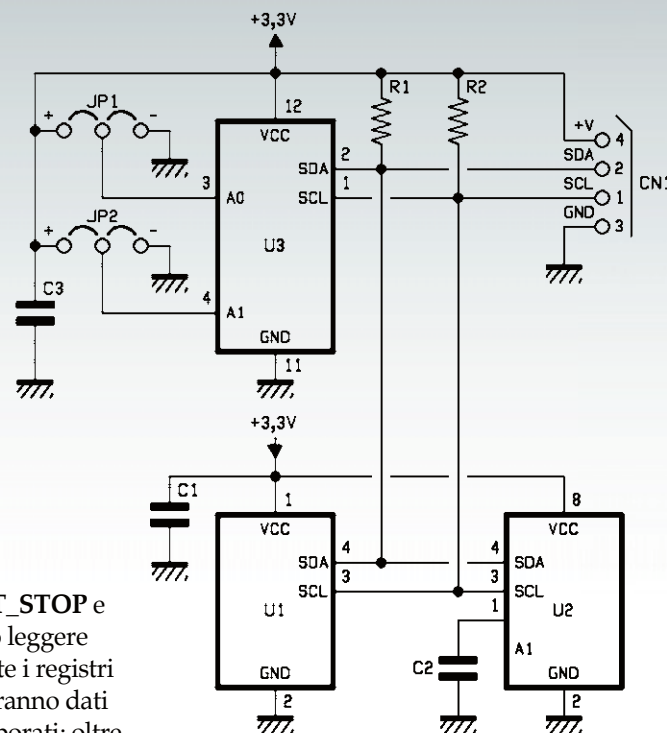 +3,3V
JP1
+
-
R1
R2
12
VCC
+V
4
SDA
2
SDA
2
3
A0
SCL
1
SCL
1
CN1
GND
3
JP2
+
-
U3
C3
4
A1
GND
11
+3,3V
C1
1
VCC
8
VCC
SDA
4
4
SDA
SCL
3
3
SCL
U1
1
U2
A1
C2
GND
2
GND
2
T_STOP e
o leggere
te i registri
ranno dati
porati; oltre